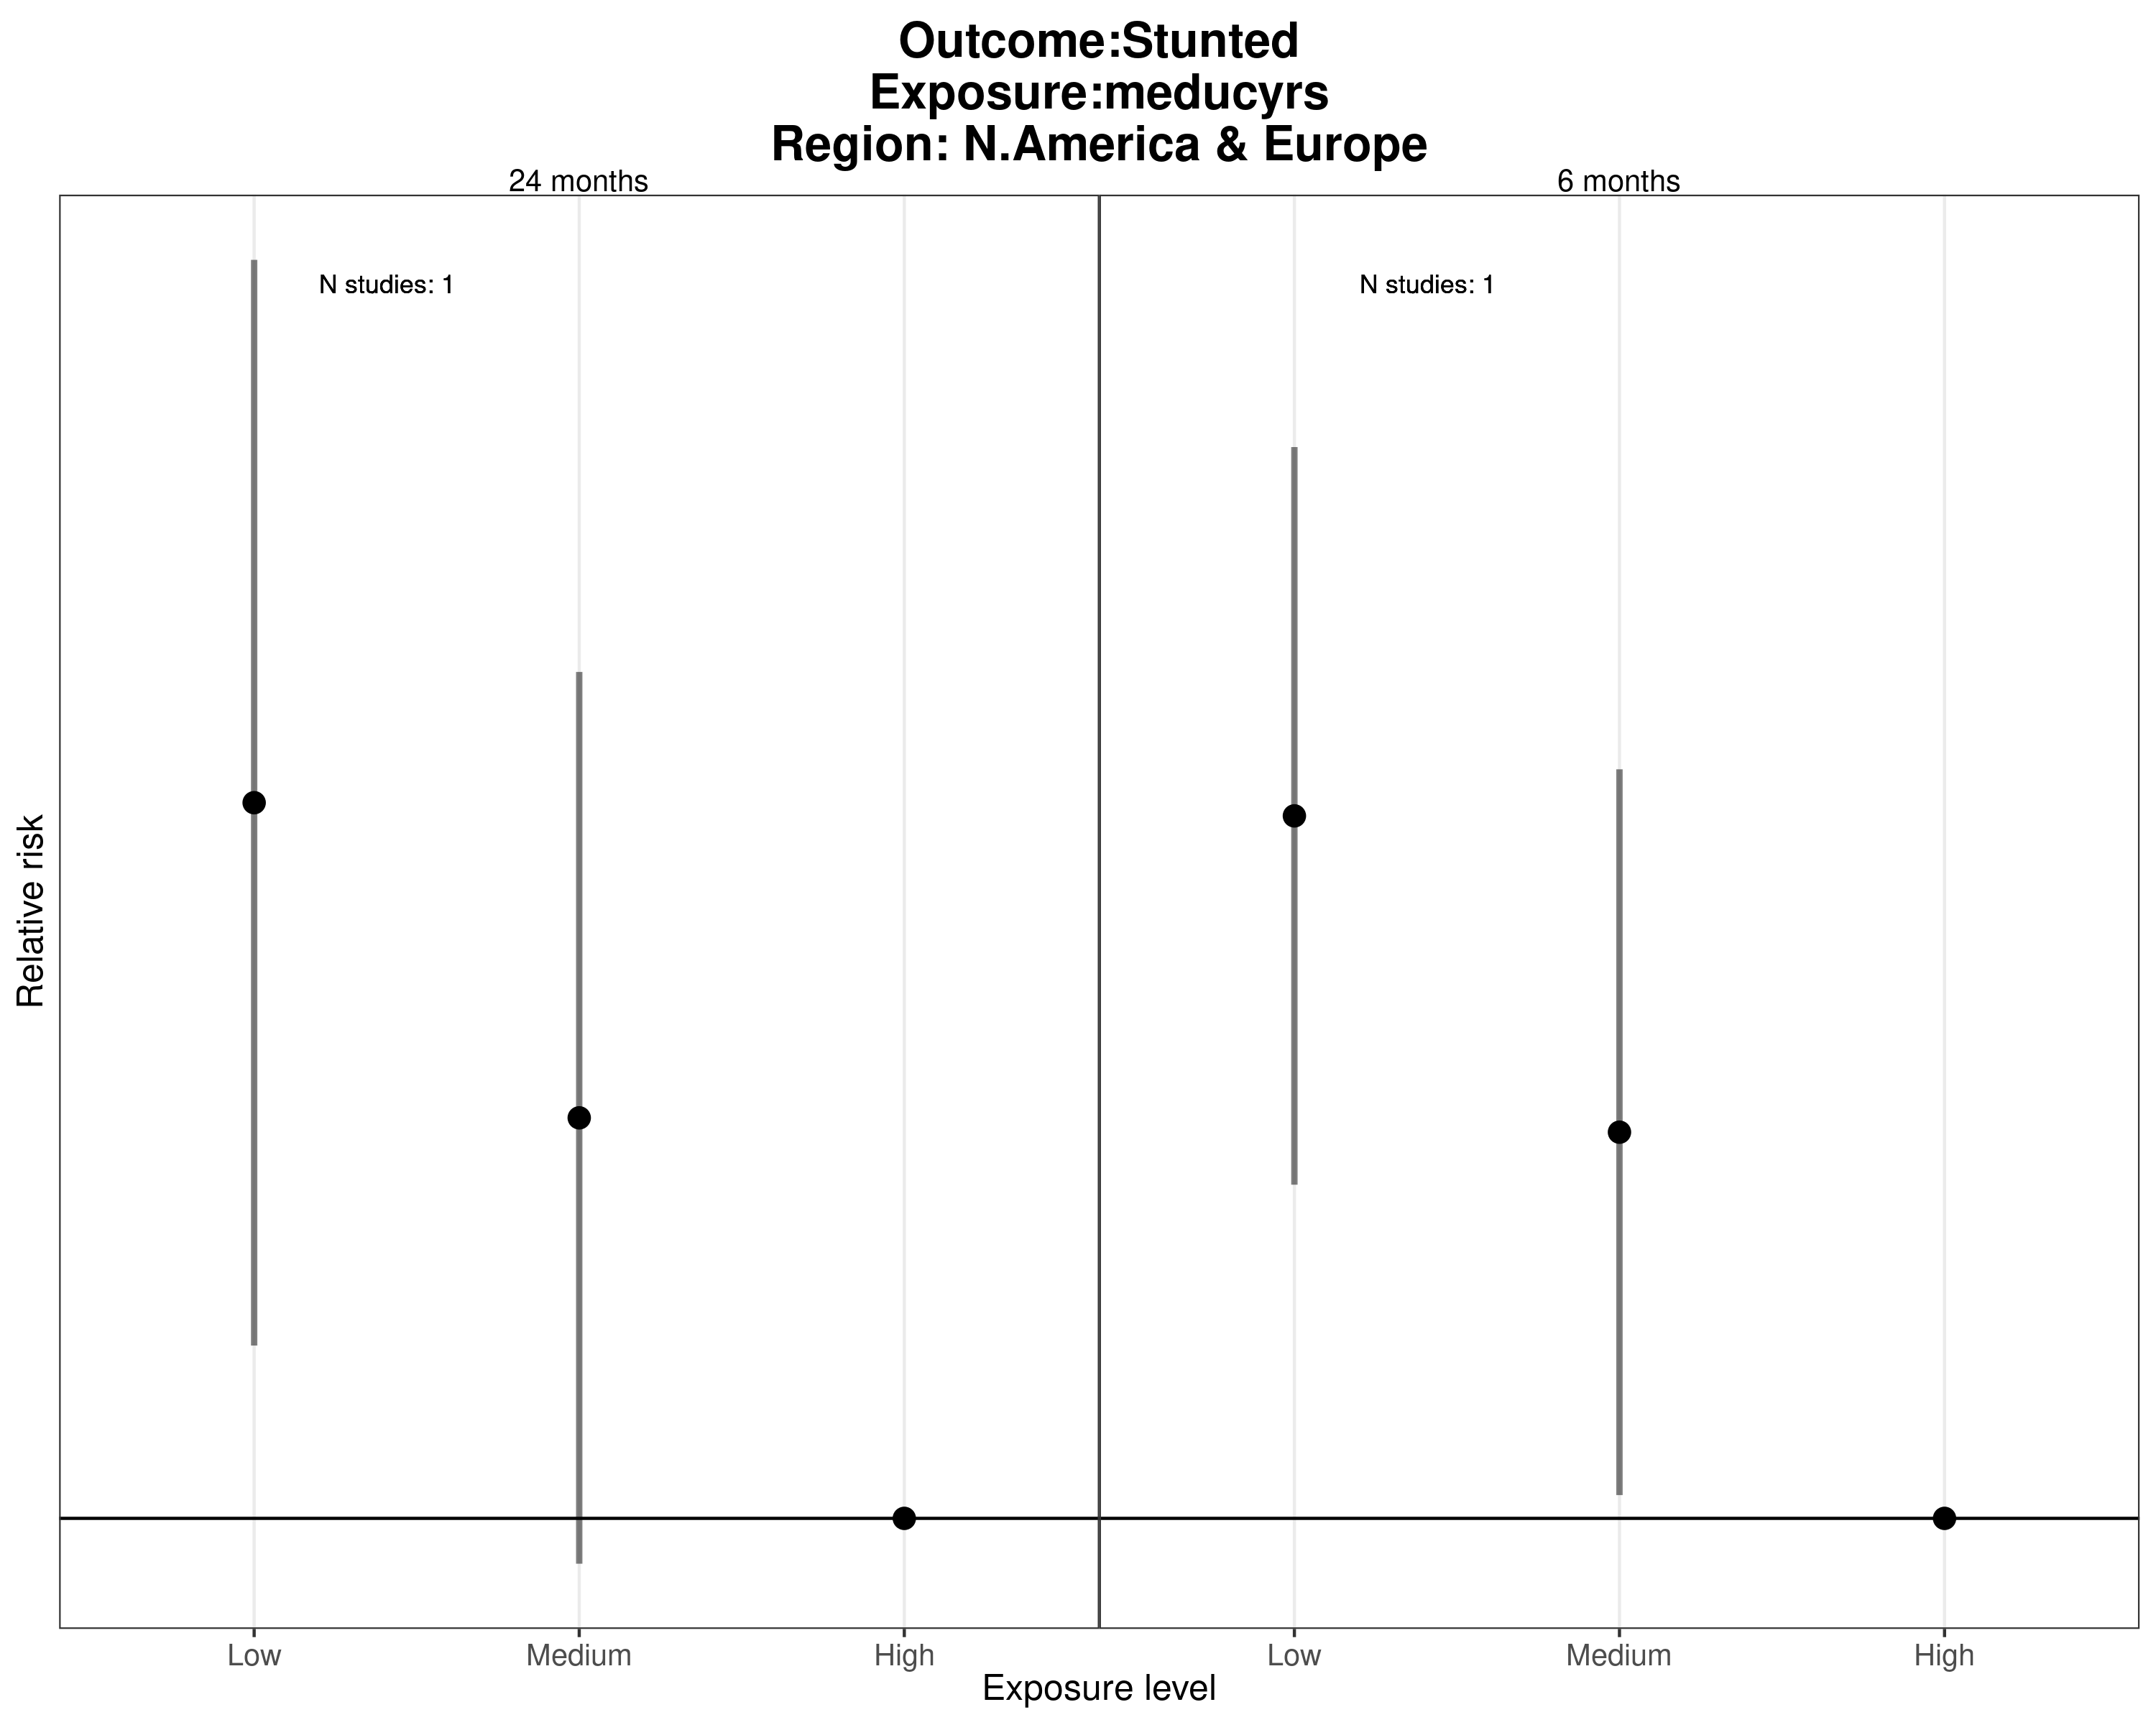 Outcome:Stunted
Exposure:meducyrs
Region: N.America & Europe
24 months
6 months
N studies: 1
N studies: 1
Relative risk
Low
Medium
High
Low
Medium
High
Exposure level